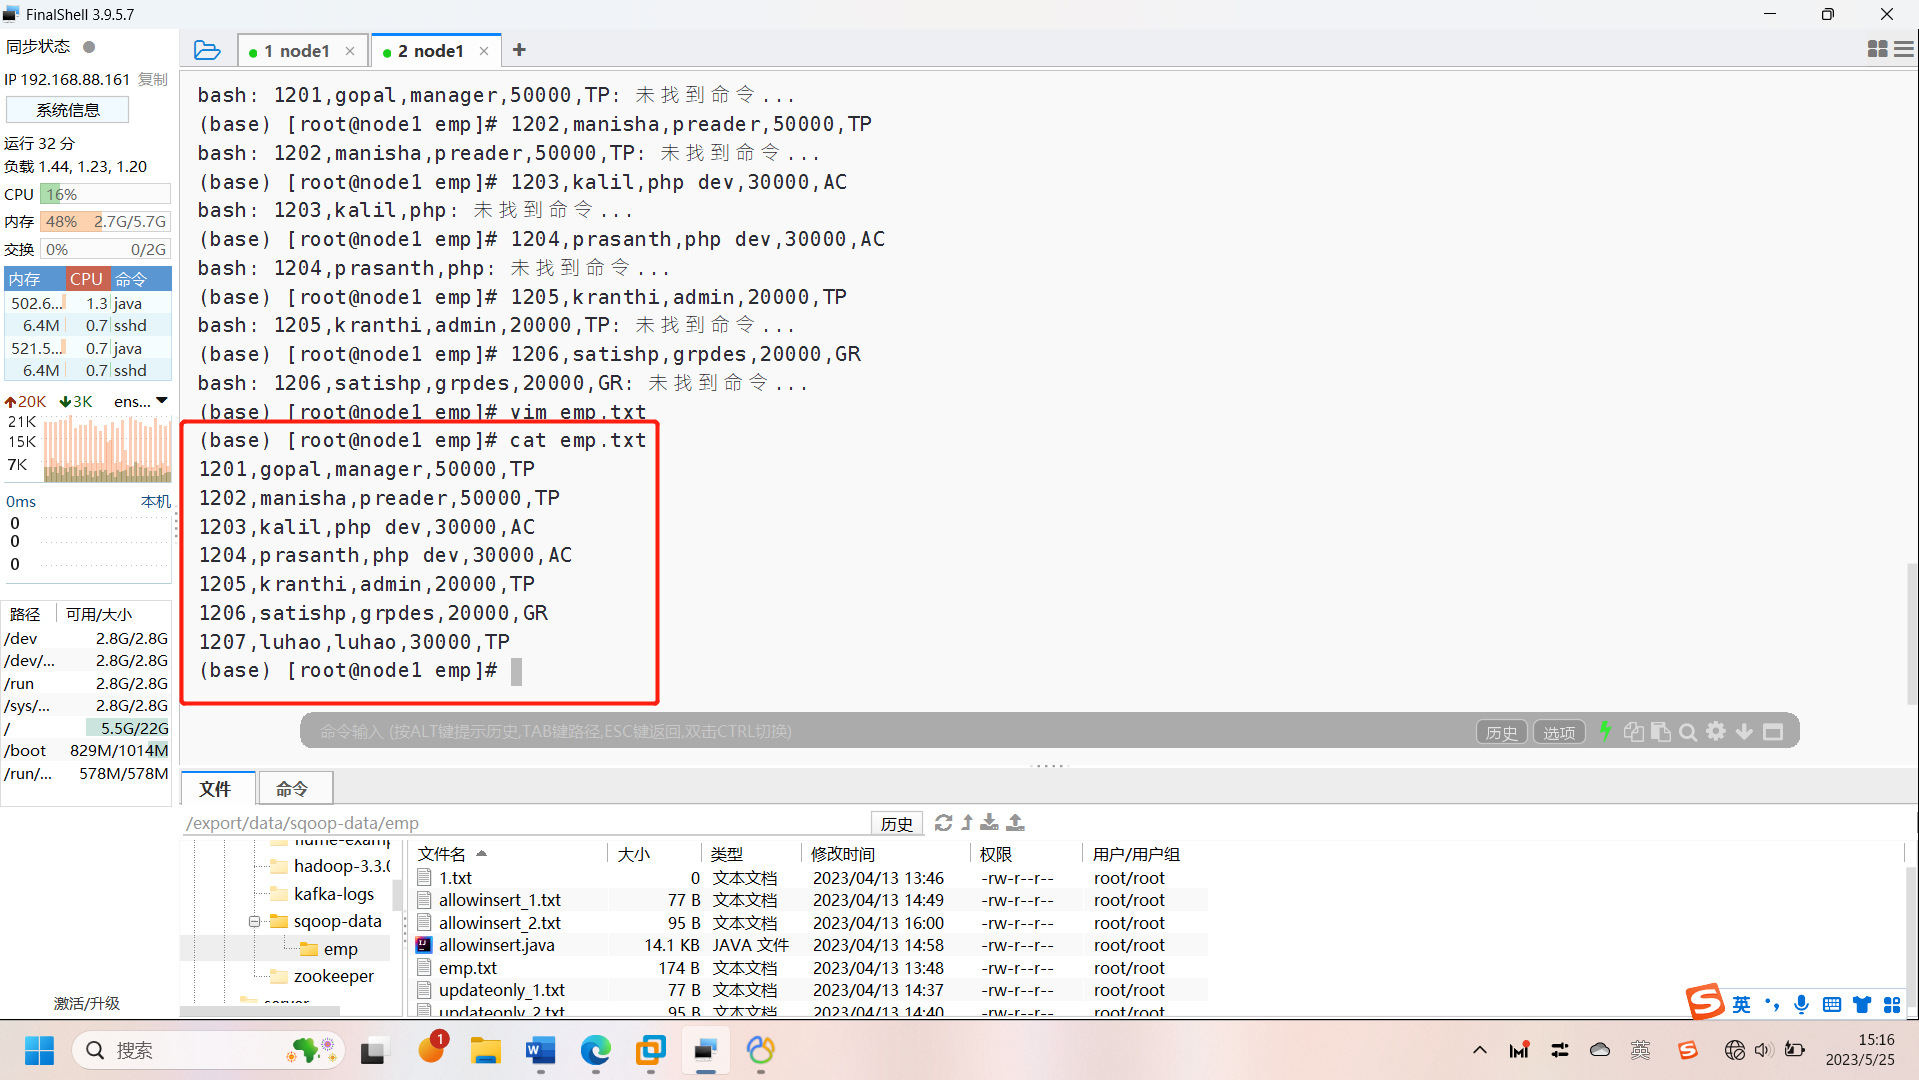 FinalShell 3.9.5.7
同步状态
IP 192.168.88.161 复制
系统信息
运行 32 分
负载 1.44, 1.23, 1.20
CPU 16%
内存 48% 2.7G/5.7G
交换 0% 0/2G
内存 CPU 命令
502.6... 1.3 java
6.4M 0.7 sshd
521.5... 0.7 java
6.4M 0.7 sshd
20K 3K ens...
21K
15K
7K
0ms 本机
0
0
0
路径 可用/大小
/dev 2.8G/2.8G
/dev/... 2.8G/2.8G
/run 2.8G/2.8G
/sys/... 2.8G/2.8G
/ 5.5G/22G
/boot 829M/1014M
/run/... 578M/578M
激活/升级
1 node1
2 node1
bash: 1201,gopal,manager,50000,TP: 未找到命令...
(base) [root@node1 emp]# 1202,manisha,preader,50000,TP
bash: 1202,manisha,preader,50000,TP: 未找到命令...
(base) [root@node1 emp]# 1203,kalil,php dev,30000,AC
bash: 1203,kalil,php: 未找到命令...
(base) [root@node1 emp]# 1204,prasanth,php dev,30000,AC
bash: 1204,prasanth,php: 未找到命令...
(base) [root@node1 emp]# 1205,kranthi,admin,20000,TP
bash: 1205,kranthi,admin,20000,TP: 未找到命令...
(base) [root@node1 emp]# 1206,satishp,grpdes,20000,GR
bash: 1206,satishp,grpdes,20000,GR: 未找到命令...
(base) [root@node1 emp]# vim emp.txt
(base) [root@node1 emp]# cat emp.txt
1201,gopal,manager,50000,TP
1202,manisha,preader,50000,TP
1203,kalil,php dev,30000,AC
1204,prasanth,php dev,30000,AC
1205,kranthi,admin,20000,TP
1206,satishp,grpdes,20000,GR
1207,luhao,luhao,30000,TP
(base) [root@node1 emp]#
命令输入 (按ALT键提示历史,TAB键路径,ESC键返回,双击CTRL切换)
历史 选项
文件 命令
/export/data/sqoop-data/emp
历史
hadoop-3.3.0
kafka-logs
sqoop-data
emp
zookeeper
server
文件名 大小 类型 修改时间 权限 用户/用户组
1.txt 0 文本文档 2023/04/13 13:46 -rw-r--r-- root/root
allowinsert_1.txt 77 B 文本文档 2023/04/13 14:49 -rw-r--r-- root/root
allowinsert_2.txt 95 B 文本文档 2023/04/13 16:00 -rw-r--r-- root/root
allowinsert.java 14.1 KB JAVA 文件 2023/04/13 14:58 -rw-r--r-- root/root
emp.txt 174 B 文本文档 2023/04/13 13:48 -rw-r--r-- root/root
updateonly_1.txt 77 B 文本文档 2023/04/13 14:37 -rw-r--r-- root/root
updateonly_2.txt 95 B 文本文档 2023/04/13 14:40 -rw-r--r-- root/root
英
搜索
1
英
15:16
2023/5/25